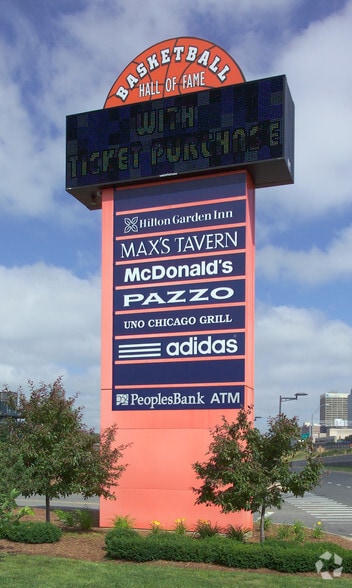 BASKETBALL
HALL OF FAME
WITH
TICKET PURCHASE
Hilton Garden Inn
MAX'S TAVERN
McDonald's
PAZZO
UNO CHICAGO GRILL
adidas
PEOPLESBANK ATM